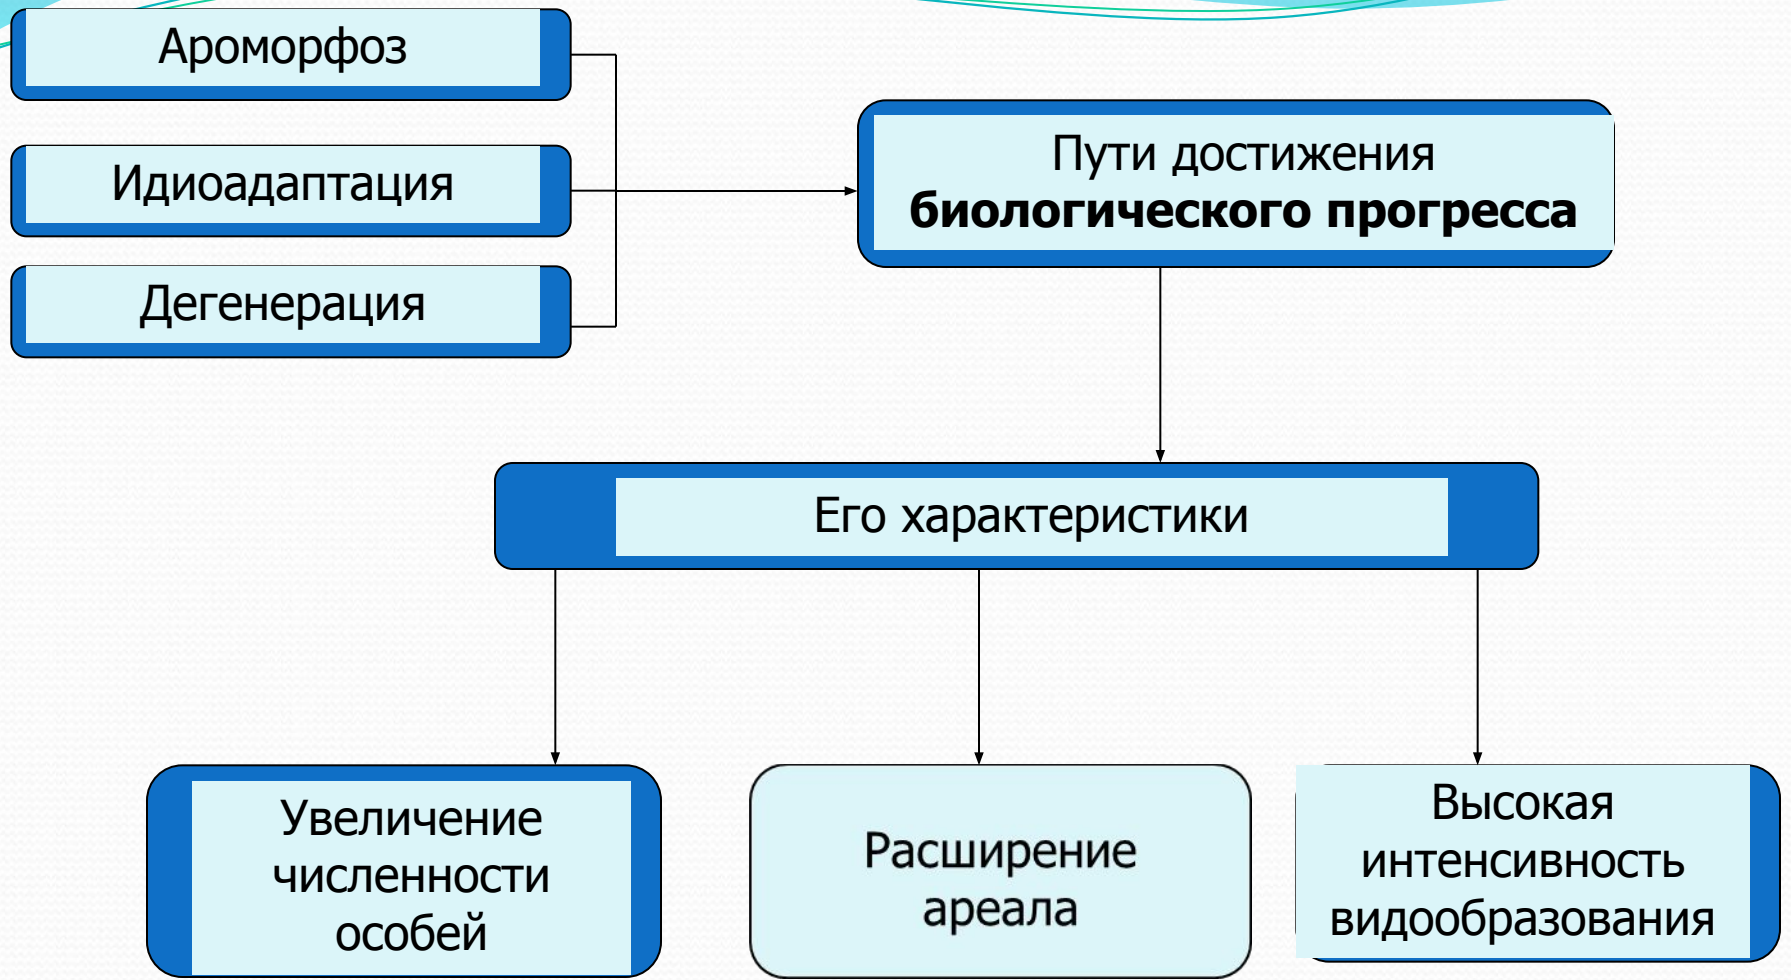 Ароморфоз
Идиоадаптация
Дегенерация
Пути достижения
биологического прогресса
Его характеристики
Увеличение
численности
особей
Расширение
ареала
Высокая
интенсивность
видообразования